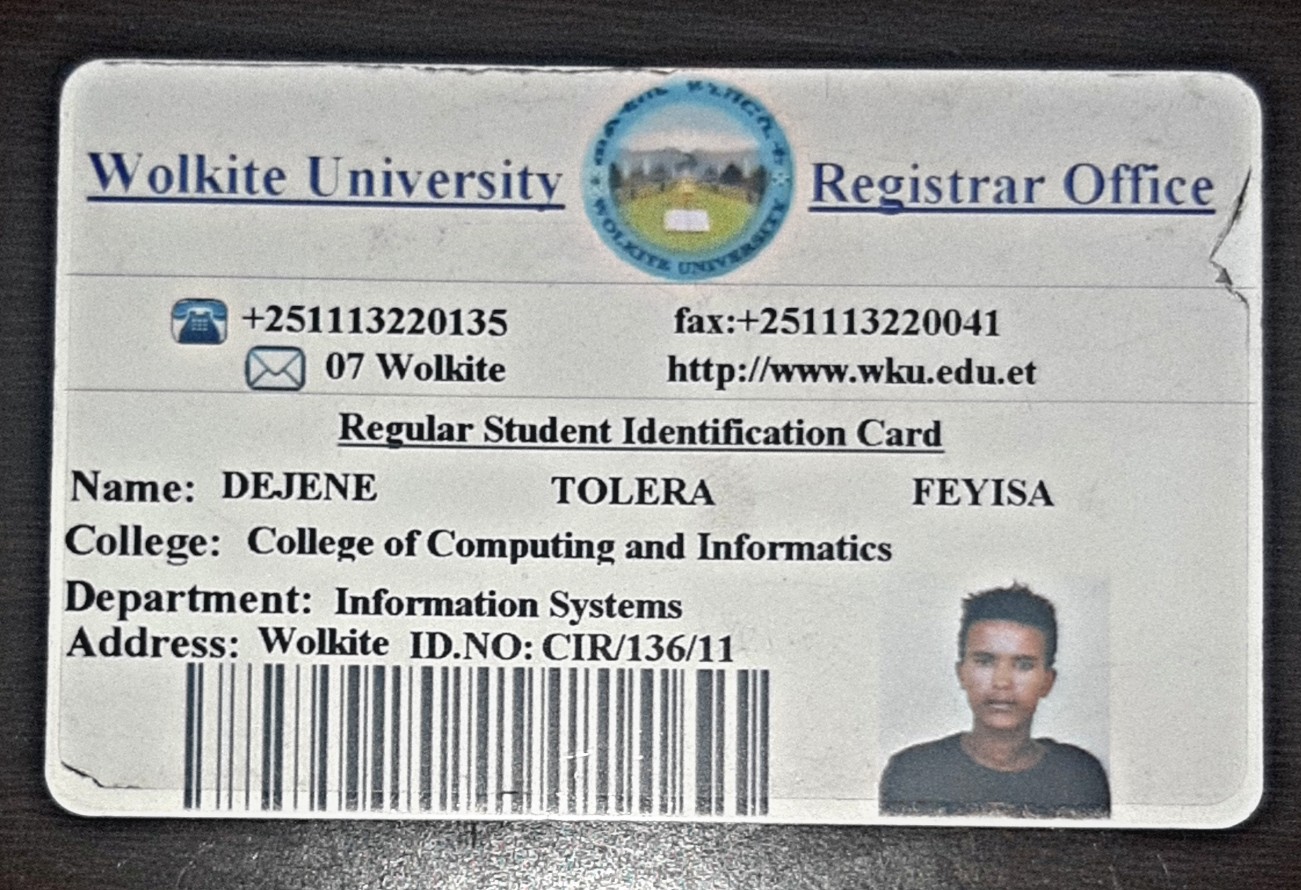 Wolkite University Registrar Office
ወልቂጤ ዩኒቨርሲቲ
WOLKITE UNIVERSITY
+251113220135 fax:+251113220041
07 Wolkite http://www.wku.edu.et
Regular Student Identification Card
Name: DEJENE TOLERA FEYISA
College: College of Computing and Informatics
Department: Information Systems
Address: Wolkite ID.NO: CIR/136/11